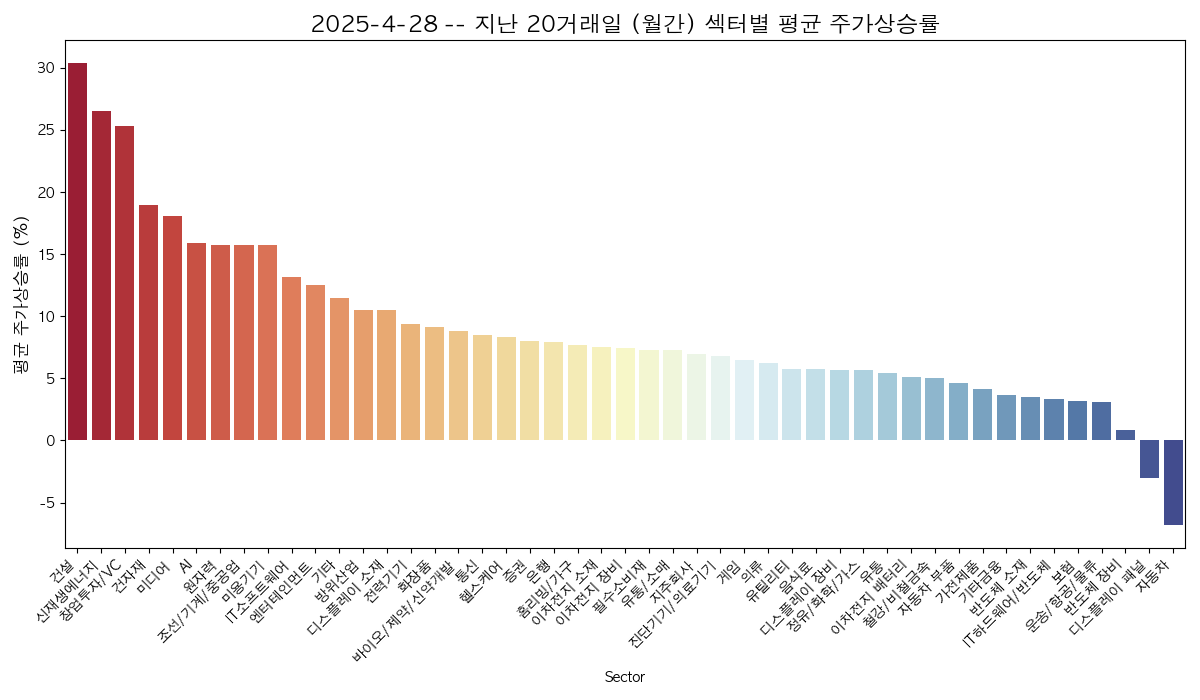 2025-4-28 -- 지난 20거래일 (월간) 섹터별 평균 주가상승률
평균 주가상승률 (%)
30
25
20
15
10
5
0
-5
건설
신재생에너지
창업투자/VC
건자재
미디어
AI
원자력
조선/기계/중공업
미용기기
IT소프트웨어
엔터테인먼트
기타
방위산업
디스플레이 소재
전력기기
화장품
바이오/제약/신약개발
통신
헬스케어
증권
은행
홈리빙/가구
이차전지 소재
이차전지 장비
필수소비재
유통/소매
지주회사
진단기기/의료기기
게임
의류
유틸리티
음식료
디스플레이 장비
정유/화학/가스
유통
이차전지 배터리
철강/비철금속
자동차 부품
가전제품
기타금융
반도체 소재
IT하드웨어/반도체
보험
운송/항공/물류
반도체 장비
디스플레이 패널
자동차
Sector